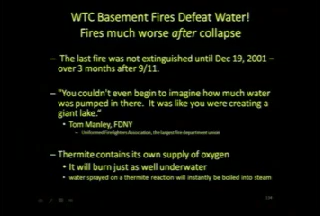 WTC Basement Fires Defeat Water!
Fires much worse after collapse
– The last fire was not extinguished until Dec 19, 2001 –
over 3 months after 9/11.
– "You couldn't even begin to imagine how much water
was pumped in there. It was like you were creating a
giant lake."
• Tom Manley, FDNY
– Uniformed Firefighters Association, the largest fire department union
– Thermite contains its own supply of oxygen
• It will burn just as well underwater
• water sprayed on a thermite reaction will instantly be boiled into steam